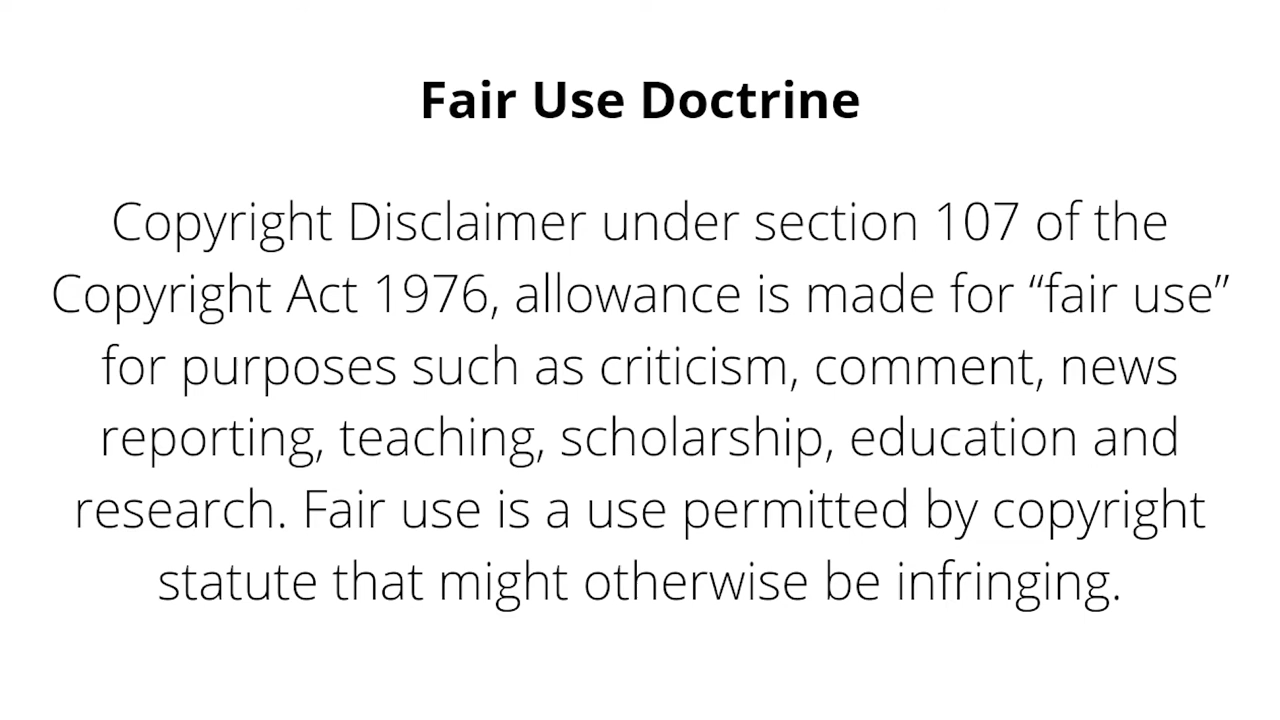 Fair Use Doctrine
Copyright Disclaimer under section 107 of the
Copyright Act 1976, allowance is made for “fair use”
for purposes such as criticism, comment, news
reporting, teaching, scholarship, education and
research. Fair use is a use permitted by copyright
statute that might otherwise be infringing.